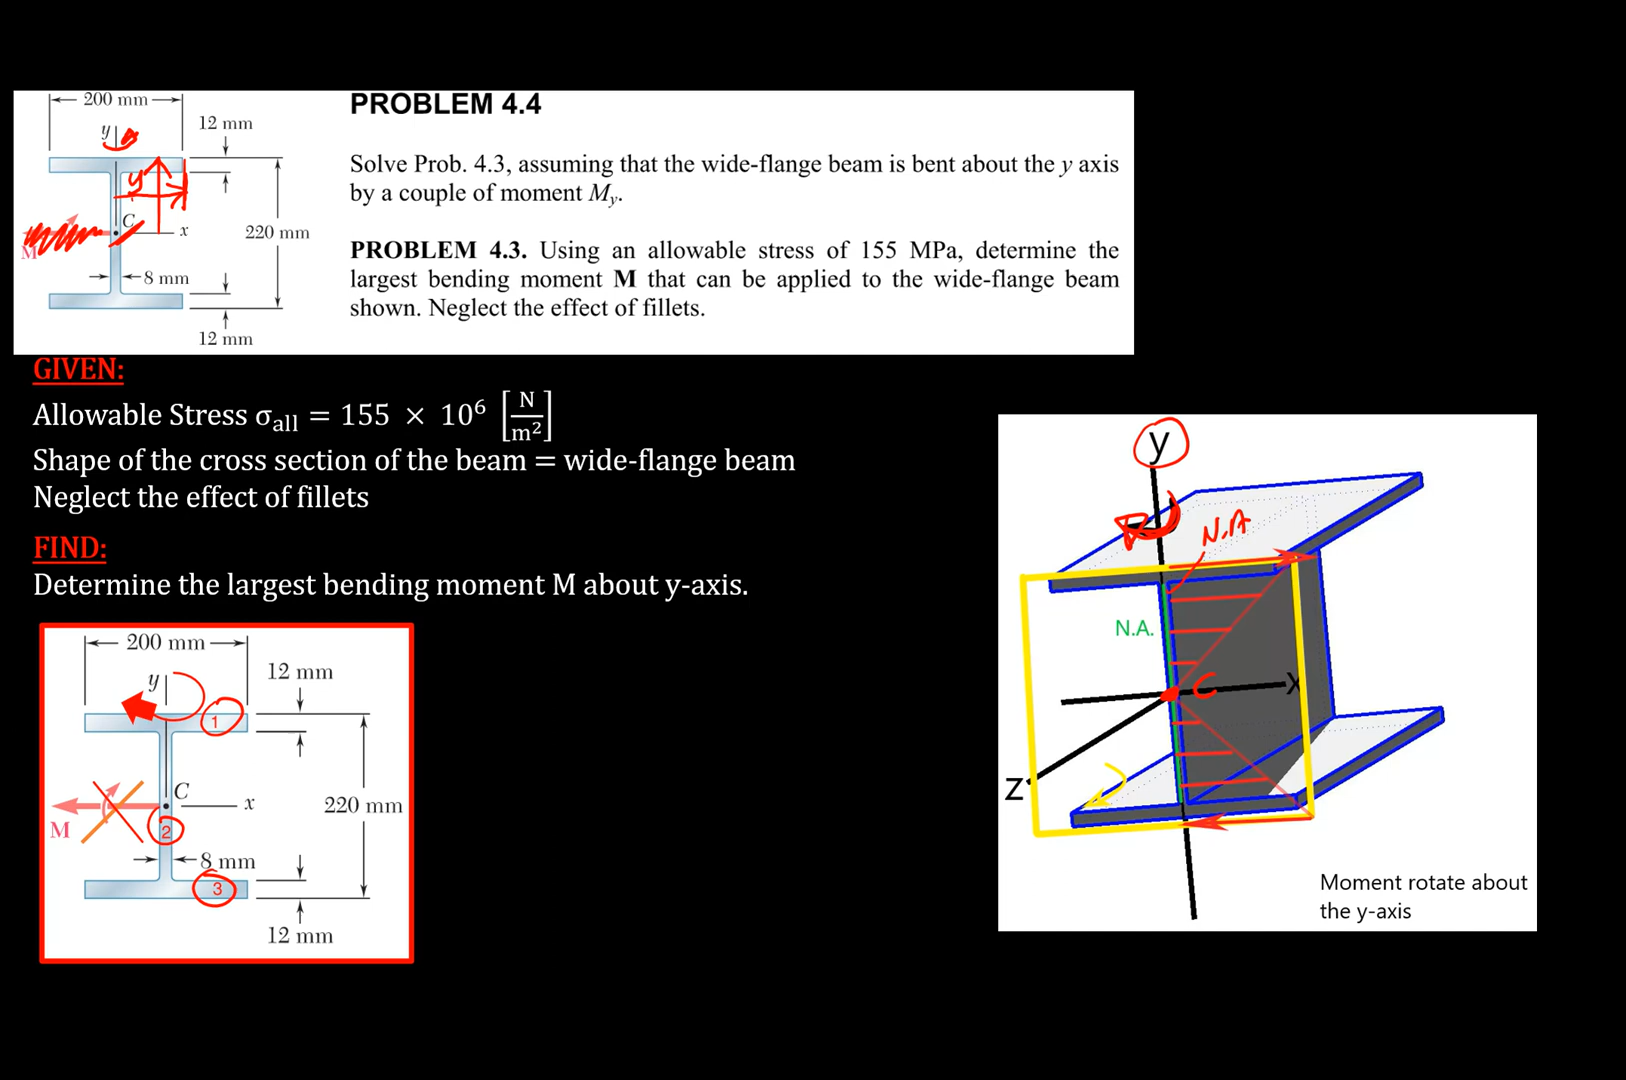 200 mm
y
12 mm
C
x
220 mm
M
8 mm
12 mm
y
PROBLEM 4.4
Solve Prob. 4.3, assuming that the wide-flange beam is bent about the y axis
by a couple of moment My.
PROBLEM 4.3. Using an allowable stress of 155 MPa, determine the
largest bending moment M that can be applied to the wide-flange beam
shown. Neglect the effect of fillets.
GIVEN:
Allowable Stress σall = 155 × 10⁶ [N/m²]
Shape of the cross section of the beam = wide-flange beam
Neglect the effect of fillets
FIND:
Determine the largest bending moment M about y-axis.
200 mm
12 mm
y
1
C
x
220 mm
M
2
8 mm
3
12 mm
y
N.A
N.A.
C
X
Z
Moment rotate about
the y-axis